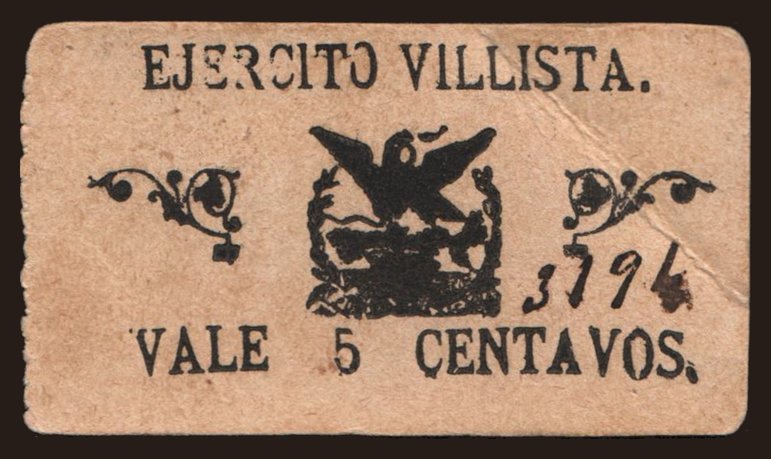 EJERCITO VILLISTA.
3794
VALE 5 CENTAVOS.